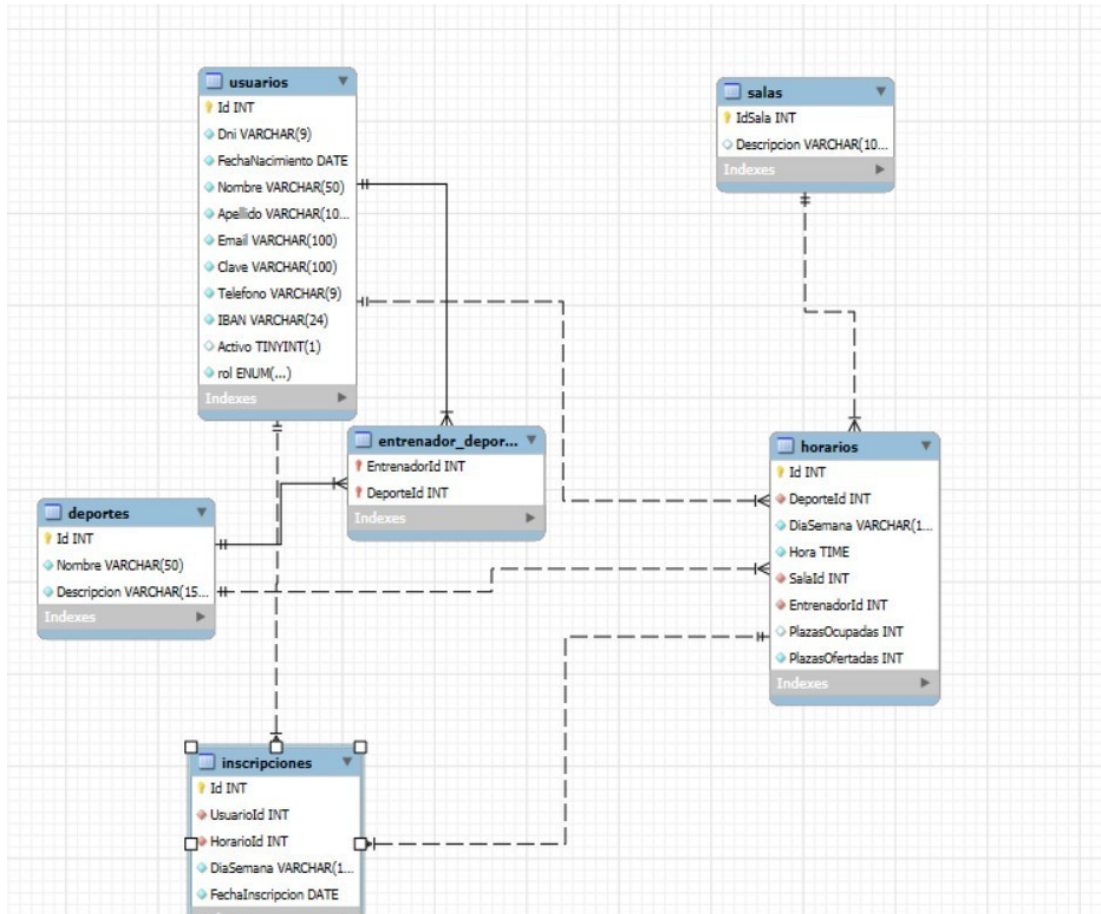 usuarios
Id INT
Dni VARCHAR(9)
FechaNacimiento DATE
Nombre VARCHAR(50)
Apellido VARCHAR(10...
Email VARCHAR(100)
Clave VARCHAR(100)
Telefono VARCHAR(9)
IBAN VARCHAR(24)
Activo TINYINT(1)
rol ENUM(...)
Indexes
salas
IdSala INT
Descripcion VARCHAR(10...
Indexes
entrenador_depor...
EntrenadorId INT
DeporteId INT
Indexes
horarios
Id INT
DeporteId INT
DiaSemana VARCHAR(1...
Hora TIME
SalaId INT
EntrenadorId INT
PlazasOcupadas INT
PlazasOfertadas INT
Indexes
deportes
Id INT
Nombre VARCHAR(50)
Descripcion VARCHAR(15...
Indexes
inscripciones
Id INT
UsuarioId INT
HorarioId INT
DiaSemana VARCHAR(1...
FechaInscripcion DATE